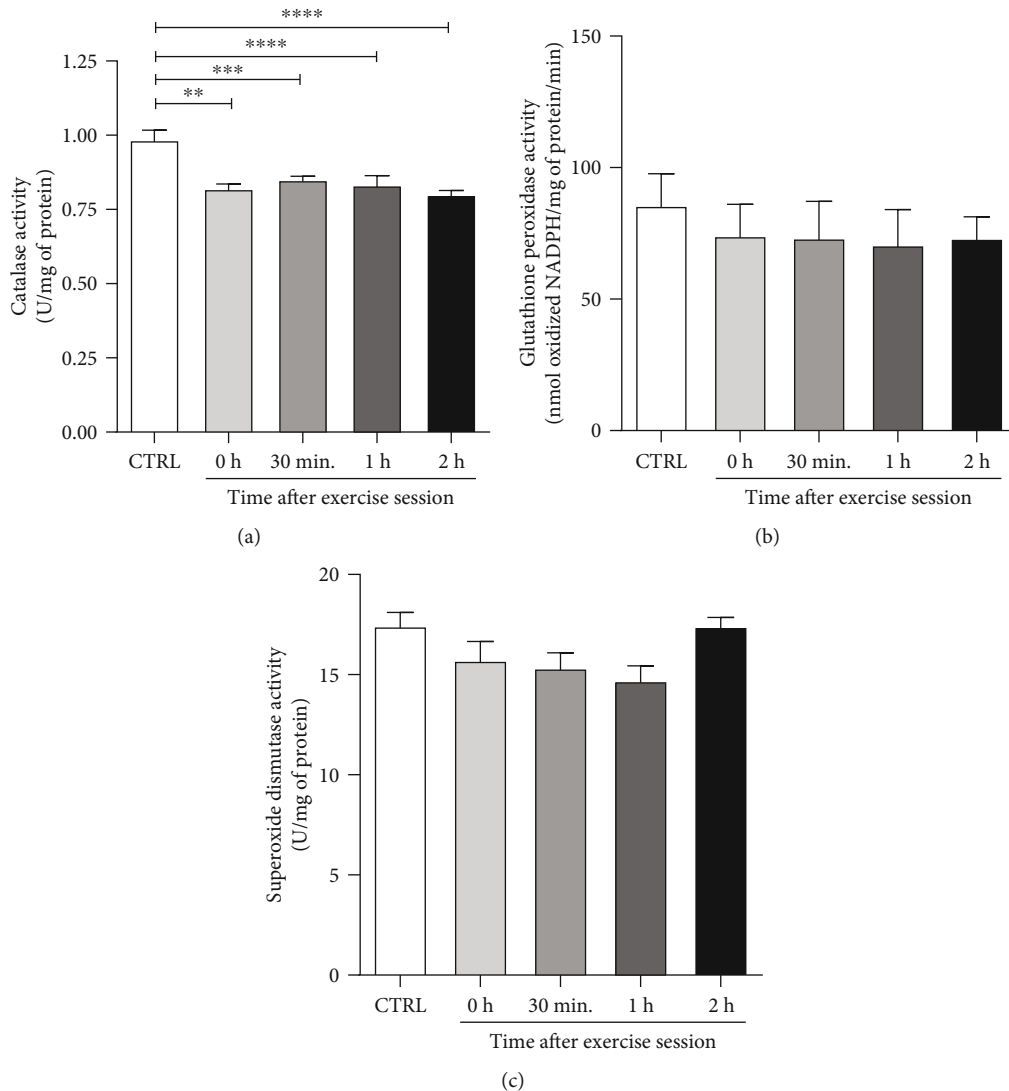 ****
****
***
**
1.25
1.00
0.75
0.50
0.25
0.00
Catalase activity
(U/mg of protein)
CTRL 0 h 30 min. 1 h 2 h
Time after exercise session
(a)
150
100
50
0
Glutathione peroxidase activity
(nmol oxidized NADPH/mg of protein/min)
CTRL 0 h 30 min. 1 h 2 h
Time after exercise session
(b)
20
15
10
5
0
Superoxide dismutase activity
(U/mg of protein)
CTRL 0 h 30 min. 1 h 2 h
Time after exercise session
(c)